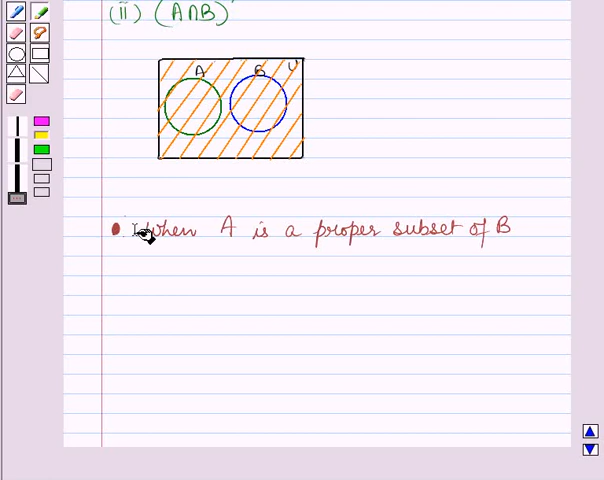 (ii) (A∩B)'
A B U
• When A is a proper subset of B